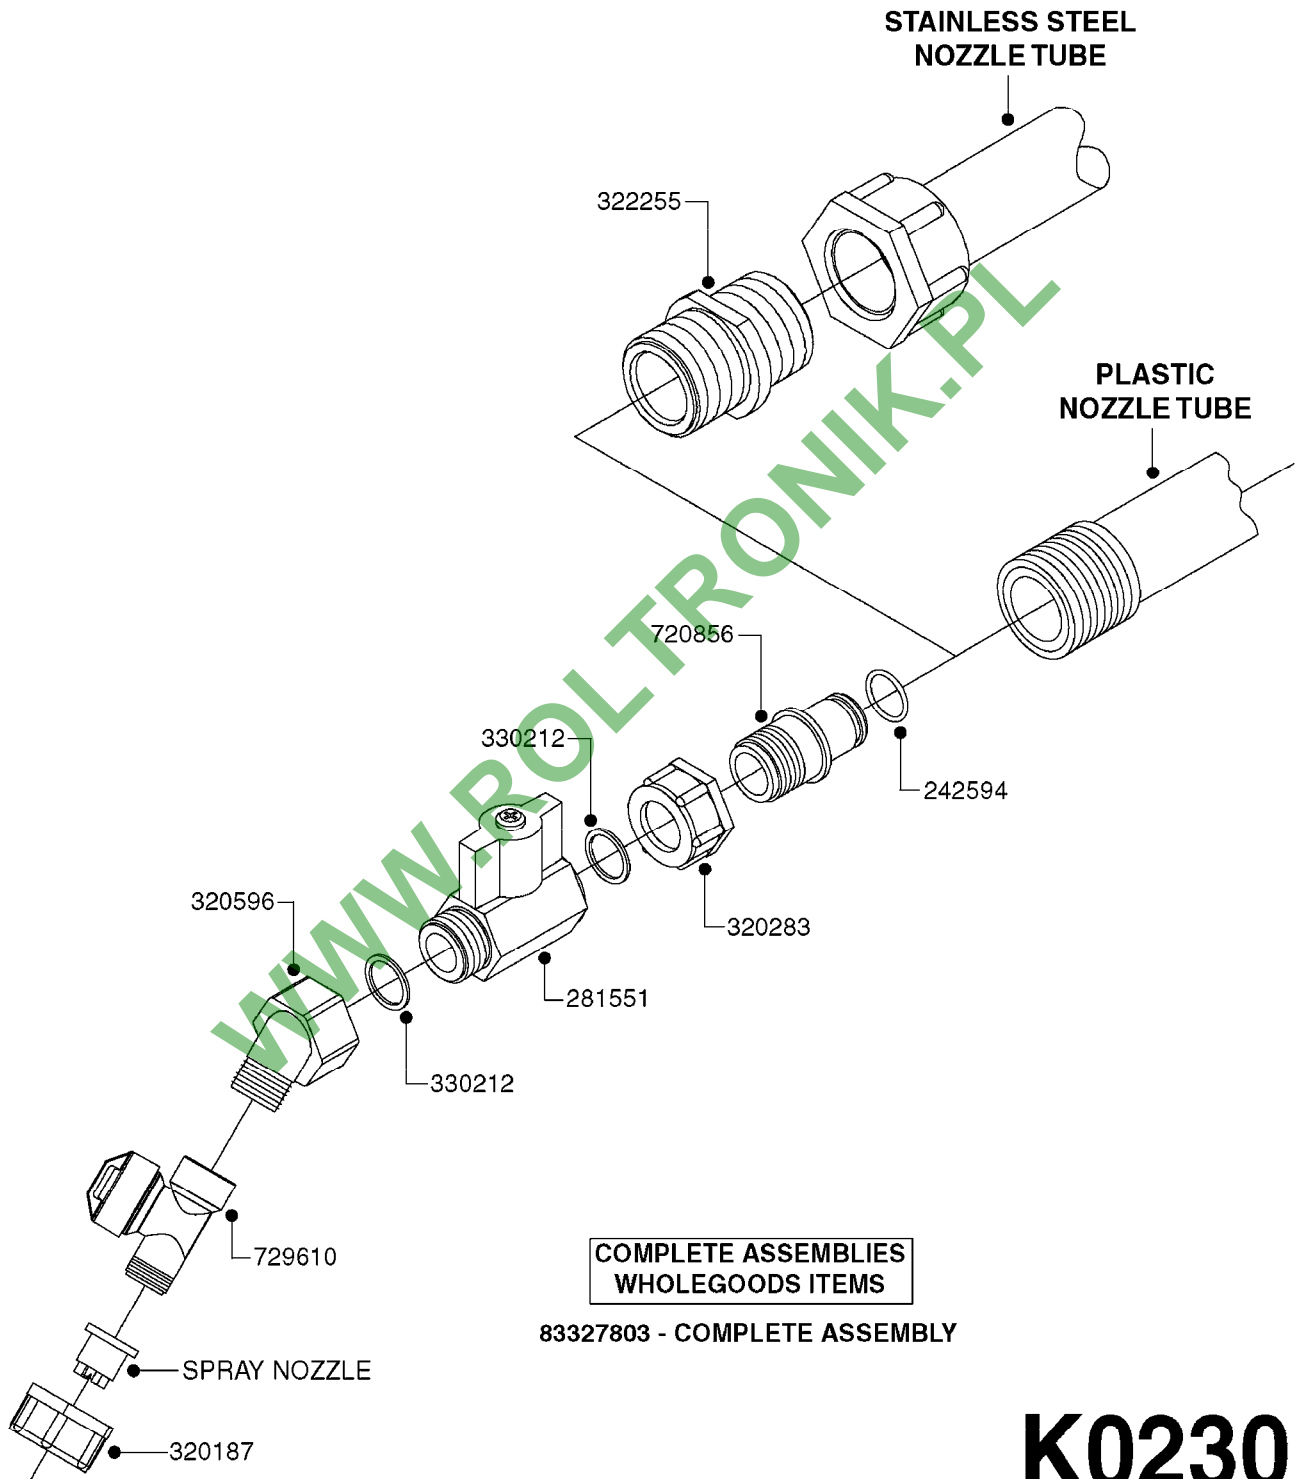 STAINLESS STEEL
NOZZLE TUBE
322255
PLASTIC
NOZZLE TUBE
720856
330212
242594
320596
320283
281551
330212
729610
COMPLETE ASSEMBLIES
WHOLEGOODS ITEMS
83327803 - COMPLETE ASSEMBLY
SPRAY NOZZLE
320187
K0230
WWW.ROLTRONIK.PL